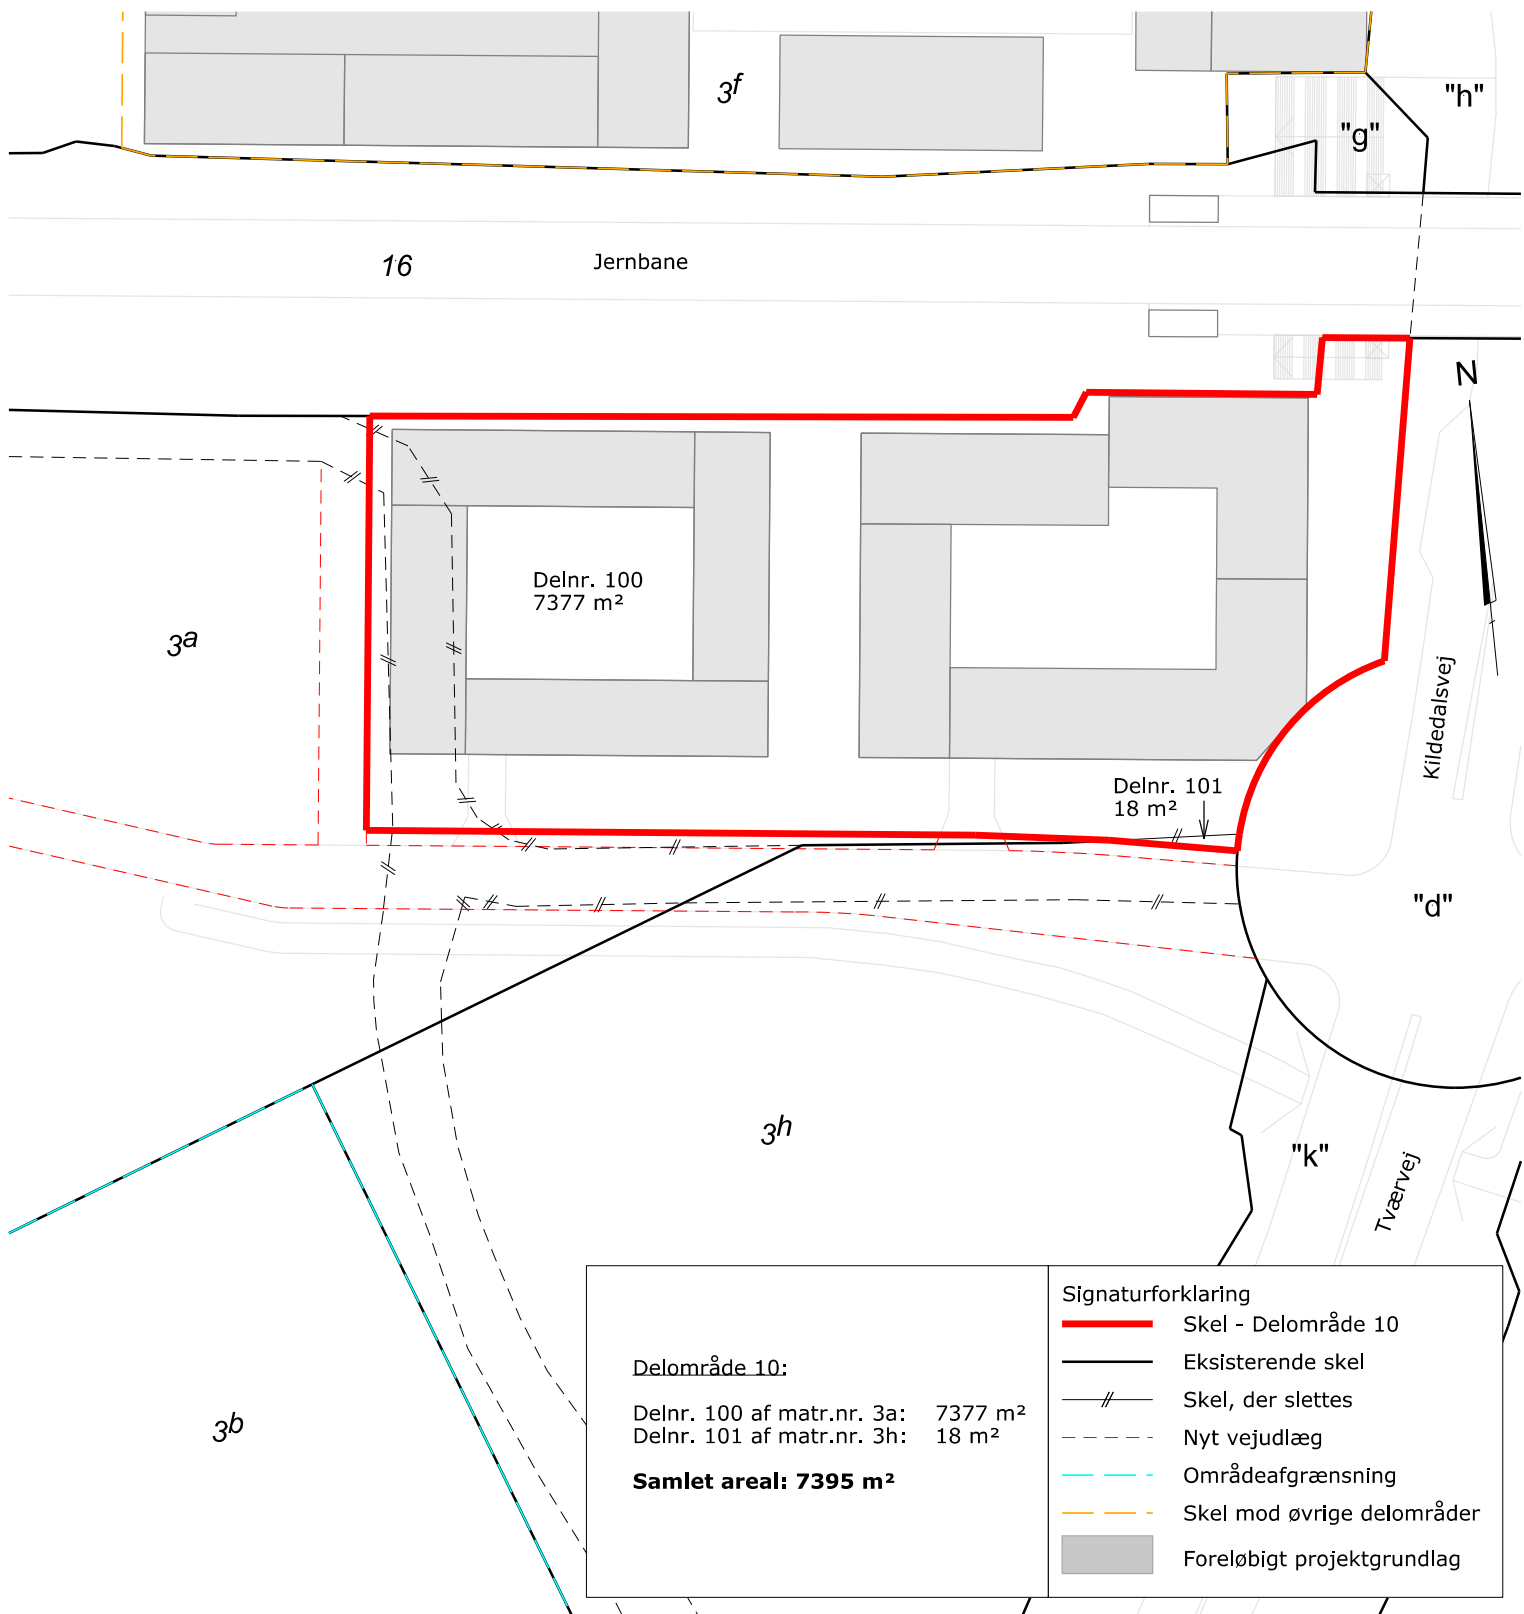 3f
"h"
"g"
16
Jernbane
N
Delnr. 100
7377 m²
3a
Kildedalsvej
Delnr. 101
18 m²
"d"
3h
"k"
Tværvej
3b
Delområde 10:
Delnr. 100 af matr.nr. 3a: 7377 m²
Delnr. 101 af matr.nr. 3h: 18 m²
Samlet areal: 7395 m²
Signaturforklaring
Skel - Delområde 10
Eksisterende skel
Skel, der slettes
Nyt vejudlæg
Områdeafgrænsning
Skel mod øvrige delområder
Foreløbigt projektgrundlag